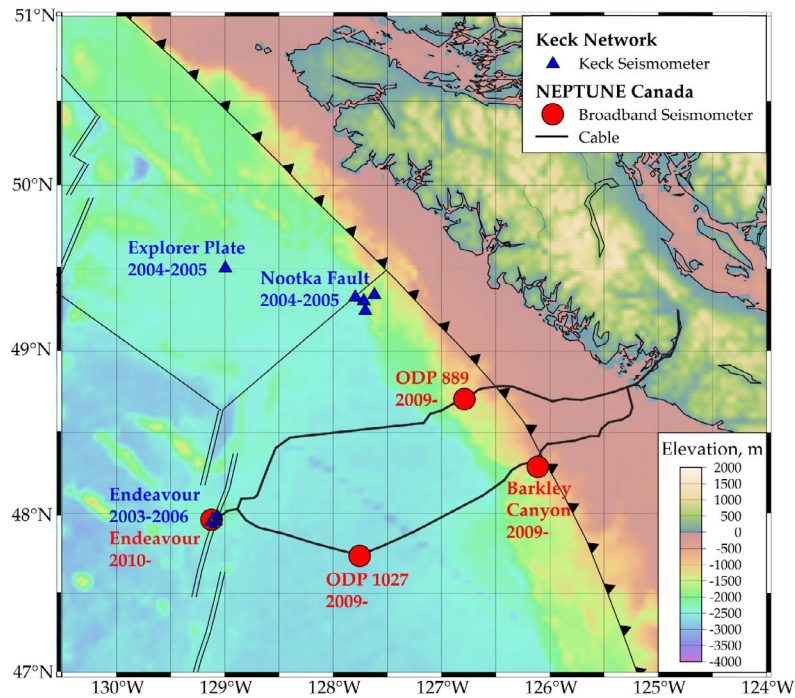 51°N
50°N
49°N
48°N
47°N
130°W
129°W
128°W
127°W
126°W
125°W
124°W
Keck Network
Keck Seismometer
NEPTUNE Canada
Broadband Seismometer
Cable
Explorer Plate
2004-2005
Nootka Fault
2004-2005
ODP 889
2009-
Endeavour
2003-2006
Endeavour
2010-
Barkley
Canyon
2009-
ODP 1027
2009-
Elevation, m
2000
1500
1000
500
0
-500
-1000
-1500
-2000
-2500
-3000
-3500
-4000